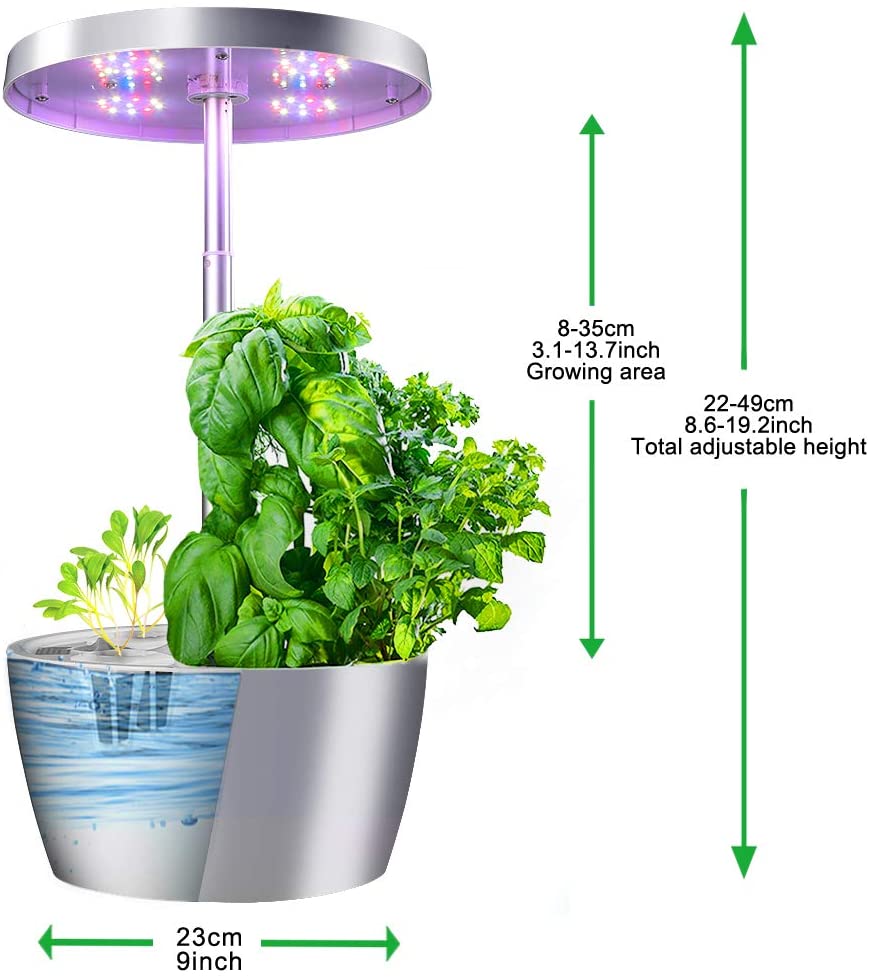 8-35cm
3.1-13.7inch
Growing area
22-49cm
8.6-19.2inch
Total adjustable height
23cm
9inch